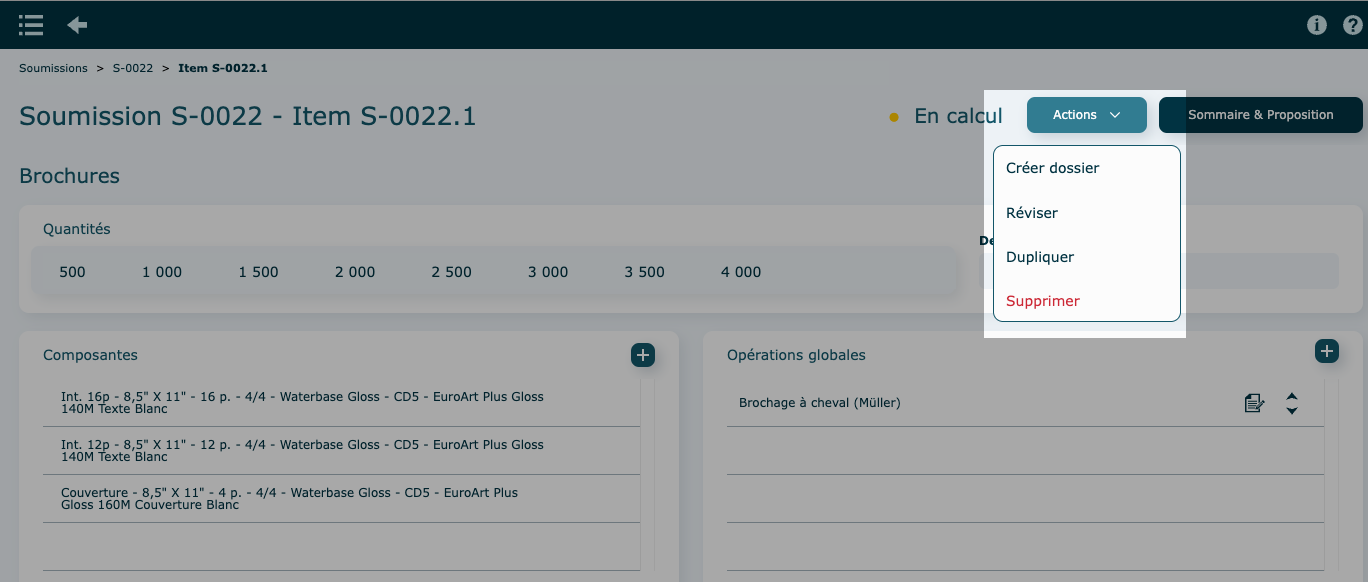 Soumissions > S-0022 > Item S-0022.1
Soumission S-0022 - Item S-0022.1
En calcul
Actions
Sommaire & Proposition
Créer dossier
Réviser
Dupliquer
Supprimer
Brochures
Quantités
De
500 1 000 1 500 2 000 2 500 3 000 3 500 4 000
Composantes
Int. 16p - 8,5" X 11" - 16 p. - 4/4 - Waterbase Gloss - CD5 - EuroArt Plus Gloss
140M Texte Blanc
Int. 12p - 8,5" X 11" - 12 p. - 4/4 - Waterbase Gloss - CD5 - EuroArt Plus Gloss
140M Texte Blanc
Couverture - 8,5" X 11" - 4 p. - 4/4 - Waterbase Gloss - CD5 - EuroArt Plus
Gloss 160M Couverture Blanc
Opérations globales
Brochage à cheval (Müller)